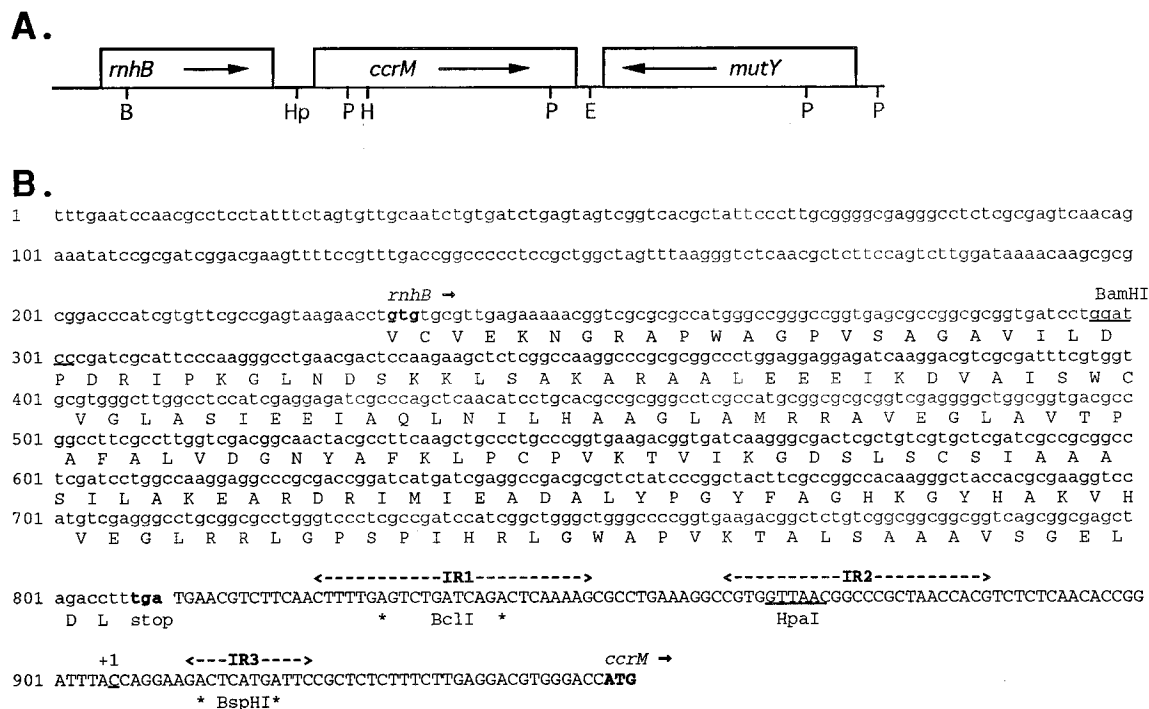 A.
rnhB → ccrM → ← mutY
B Hp P H P E P P
B.
1 tttgaatccaacgcctcctatttctagtgttgcaatctgtgatctgagtagtcggtcacgctattcccttgcggggcgagggcctctcgcgagtcaacag
101 aaatatccgcgatcggacgaagttttccgtttgaccggccccctccgctggctagtttaagggtctcaacgctcttccagtcttggataaaacaagcgcg
rnhB → BamHI
201 cggacccatcgtgttcgccgagtaagaacctgtgtgcgttgagaaaaacggtcgcgcgccatgggccgggccggtgagcgccggcgcggtgatcctggat
V C V E K N G R A P W A G P V S A G A V I L D
301 cccgatcgcattcccaagggcctgaacgactccaagaagctctcggccaaggcccgcgcggccctggaggaggagatcaaggacgtcgcgatttcgtggt
P D R I P K G L N D S K K L S A K A R A A L E E E I K D V A I S W C
401 gcgtgggcttggcctccatcgaggagatcgcccagctcaacatcctgcacgccgcgggcctcgccatgcggcgcgcggtcgaggggctggcggtgacgcc
V G L A S I E E I A Q L N I L H A A G L A M R R A V E G L A V T P
501 ggccttcgccttggtcgacggcaactacgccttcaagctgccctgcccggtgaagacggtgatcaagggcgactcgctgtcgtgctcgatcgccgcggcc
A F A L V D G N Y A F K L P C P V K T V I K G D S L S C S I A A A
601 tcgatcctggccaaggaggcccgcgaccggatcatgatcgaggccgacgcgctctatcccggctacttcgccggccacaagggctaccacgcgaaggtcc
S I L A K E A R D R I M I E A D A L Y P G Y F A G H K G Y H A K V H
701 atgtcgagggcctgcggcgcctgggtccctcgccgatccatcggctgggctgggccccggtgaagacggctctgtcggcggcggcggtcagcggcgagct
V E G L R R L G P S P I H R L G W A P V K T A L S A A A V S G E L
<-----------IR1----------> <----------IR2----------->
801 agacctttga TGAACGTCTTCAACTTTTGAGTCTGATCAGACTCAAAAGCGCCTGAAAGGCCGTGGTTAACGGCCCGCTAACCACGTCTCTCAACACCGG
D L stop * BclI * HpaI
+1 <---IR3----> ccrM →
901 ATTTACCAGGAAGACTCATGATTCCGCTCTCTTTCTTGAGGACGTGGGACCATG
* BspHI*